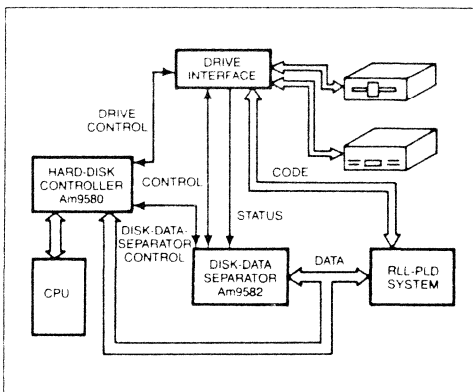 DRIVE
INTERFACE
DRIVE
CONTROL
HARD-DISK
CONTROLLER
Am9580
CONTROL
CODE
DISK-DATA-
SEPARATOR
CONTROL
STATUS
CPU
DISK-DATA
SEPARATOR
Am9582
DATA
RLL-PLD
SYSTEM